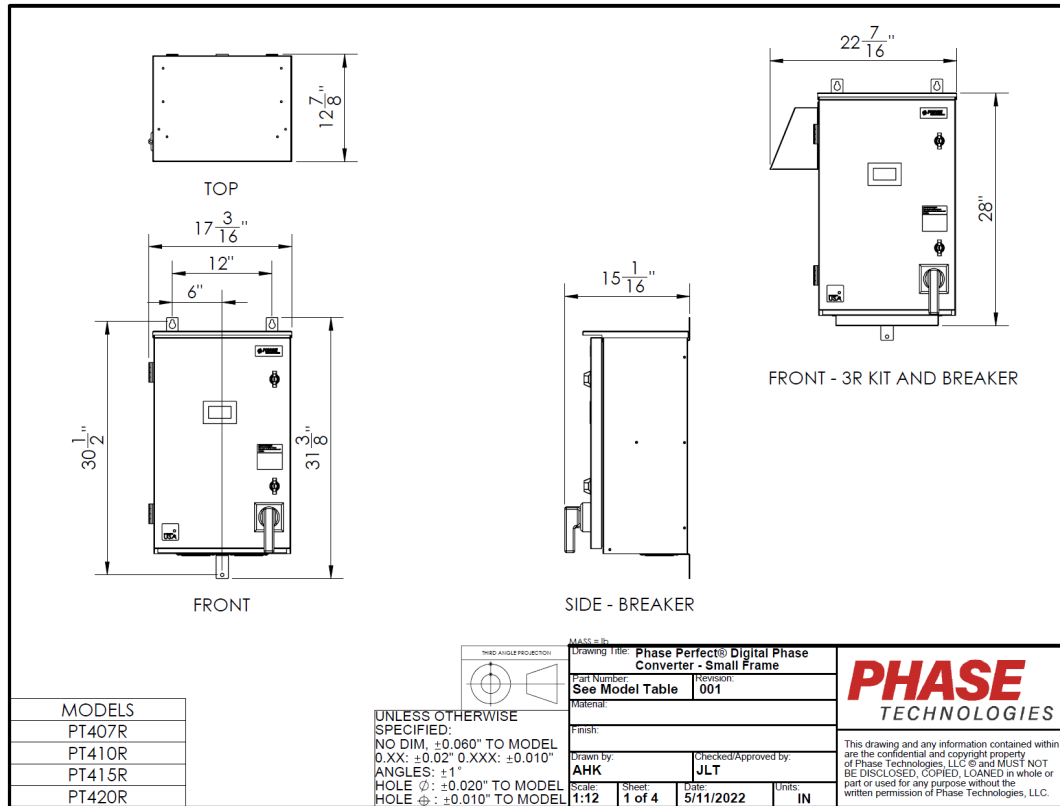 22 7/16"
12 7/8"
TOP
17 3/16"
12"
6"
28"
15 1/16"
30 1/2"
31 3/8"
USA
USA
FRONT - 3R KIT AND BREAKER
FRONT
SIDE - BREAKER
MASS = lb
THIRD ANGLE PROJECTION
Drawing Title: Phase Perfect® Digital Phase
Converter - Small Frame
Part Number: See Model Table
Revision: 001
Material:
Finish:
Drawn by: AHK
Checked/Approved by: JLT
Scale: 1:12
Sheet: 1 of 4
Date: 5/11/2022
Units: IN
PHASE
TECHNOLOGIES
This drawing and any information contained within
are the confidential and copyright property
of Phase Technologies, LLC © and MUST NOT
BE DISCLOSED, COPIED, LOANED in whole or
part or used for any purpose without the
written permission of Phase Technologies, LLC.
MODELS
PT407R
PT410R
PT415R
PT420R
UNLESS OTHERWISE
SPECIFIED:
NO DIM, ±0.060" TO MODEL
0.XX: ±0.02" 0.XXX: ±0.010"
ANGLES: ±1°
HOLE ∅: ±0.020" TO MODEL
HOLE ⌖: ±0.010" TO MODEL